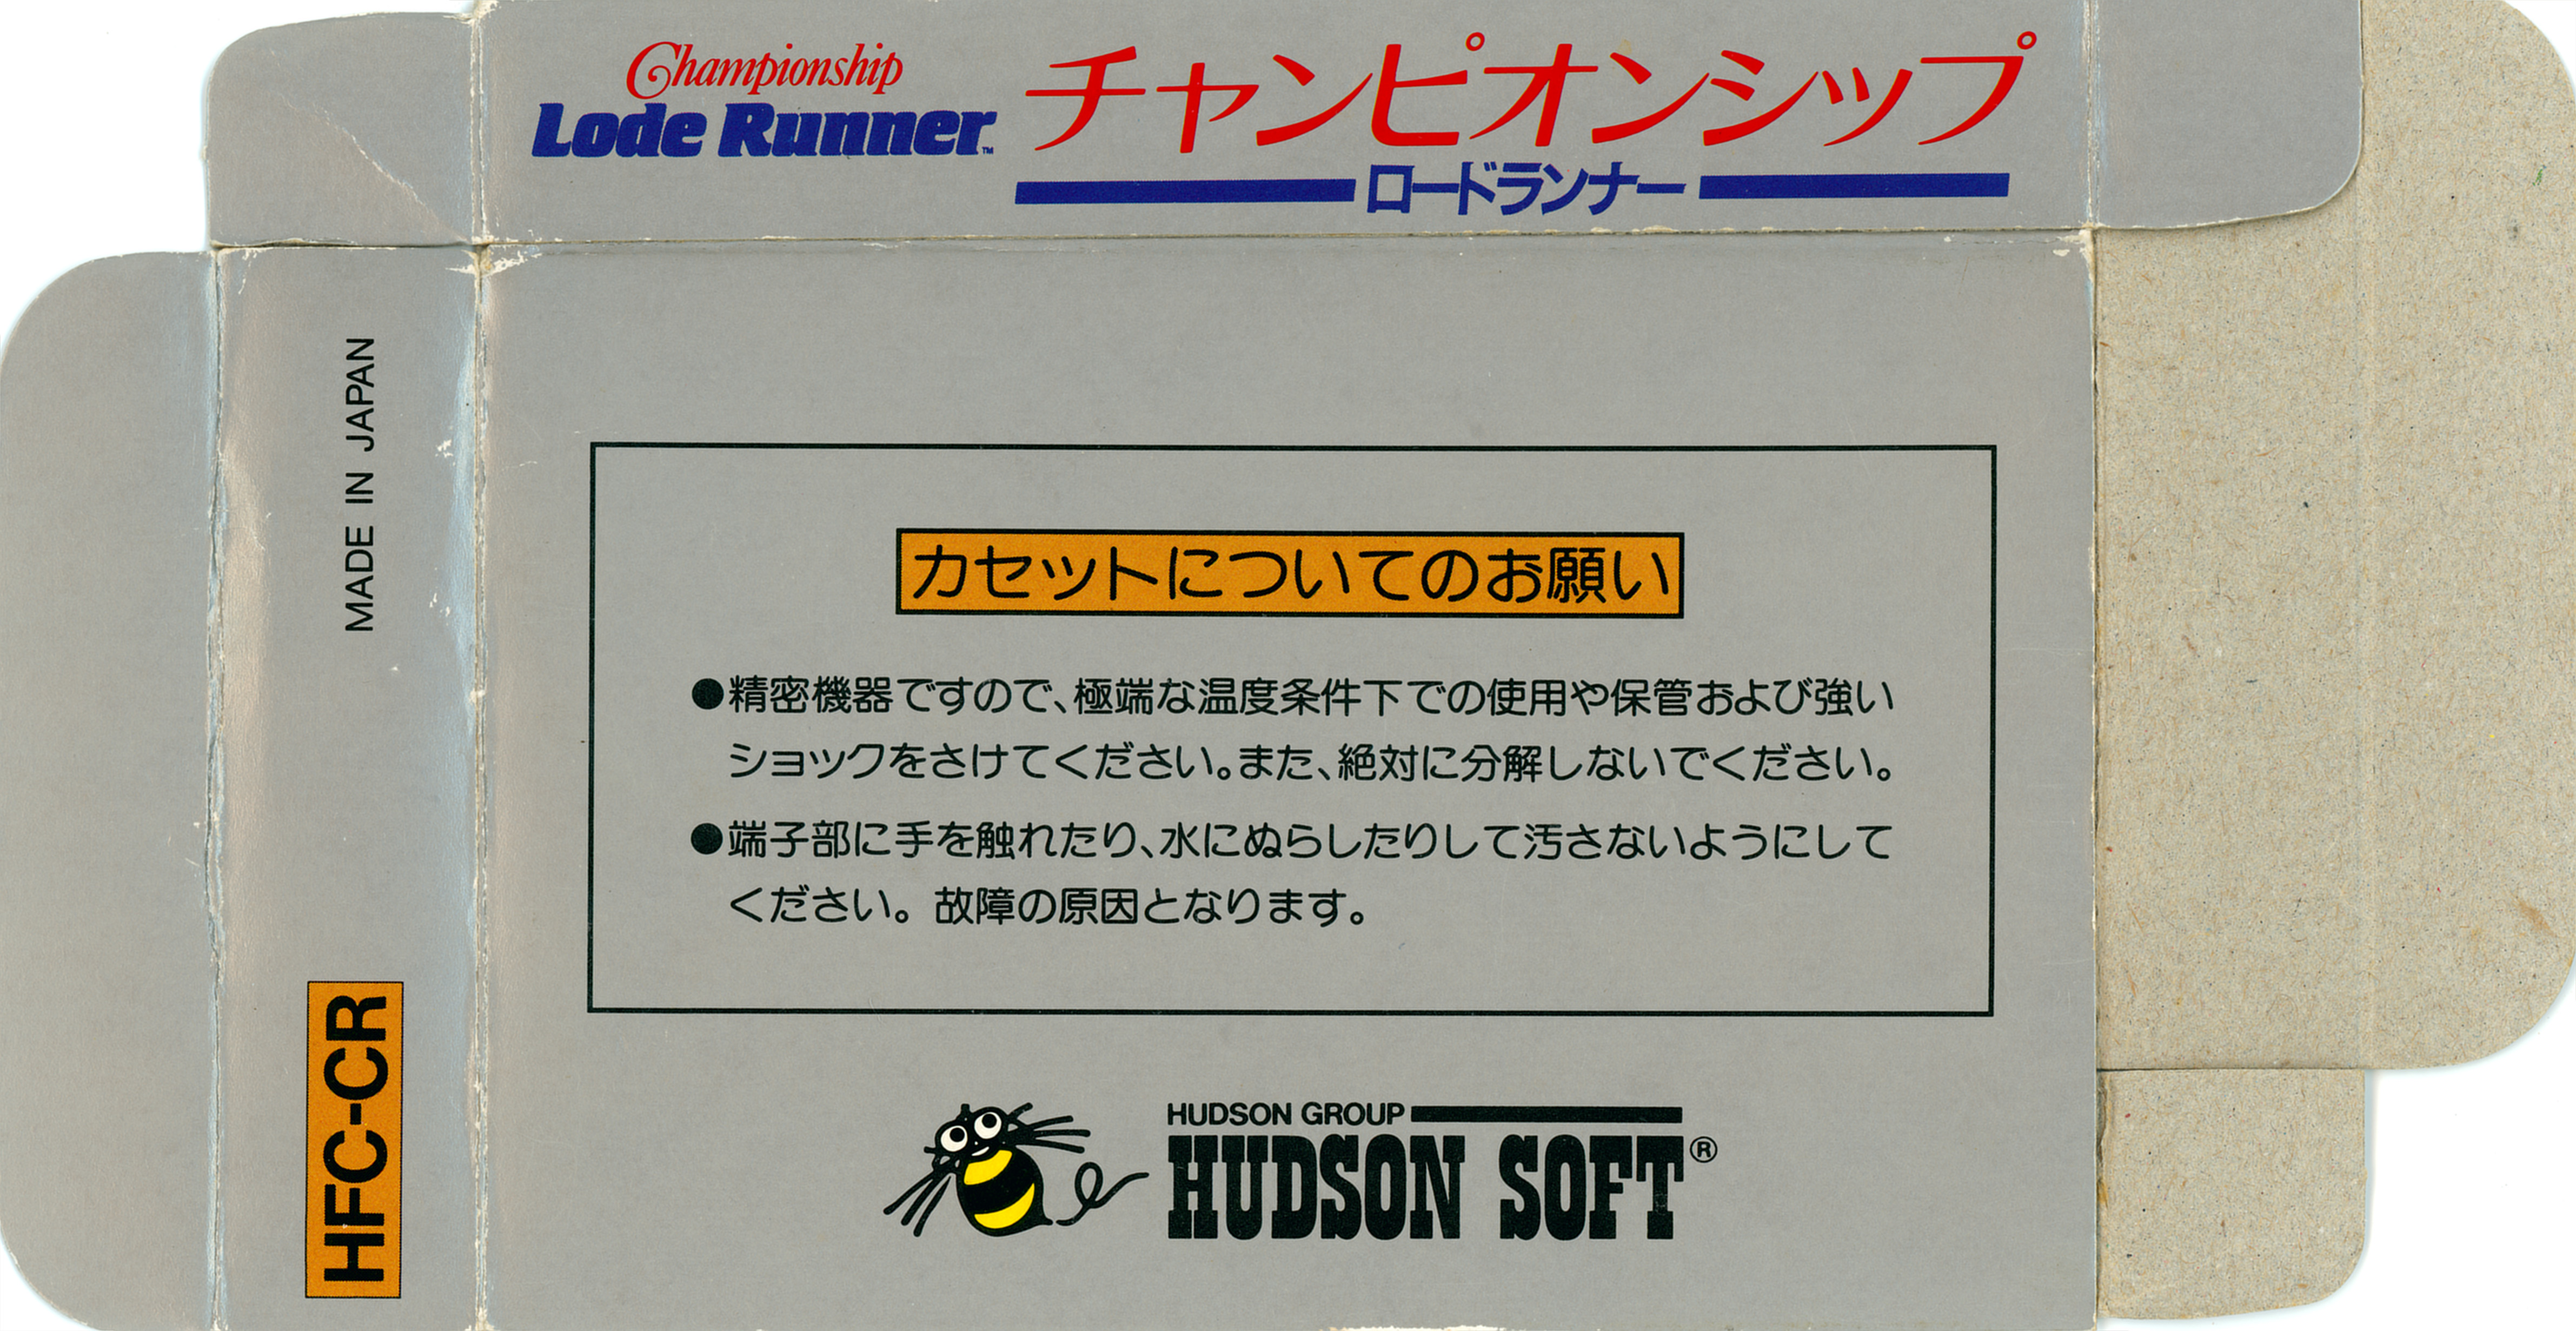 Championship
Lode Runner™
チャンピオンシップ
ロードランナー
MADE IN JAPAN
HFC-CR
カセットについてのお願い
●精密機器ですので、極端な温度条件下での使用や保管および強い
ショックをさけてください。また、絶対に分解しないでください。
●端子部に手を触れたり、水にぬらしたりして汚さないようにして
ください。故障の原因となります。
HUDSON GROUP
HUDSON SOFT®